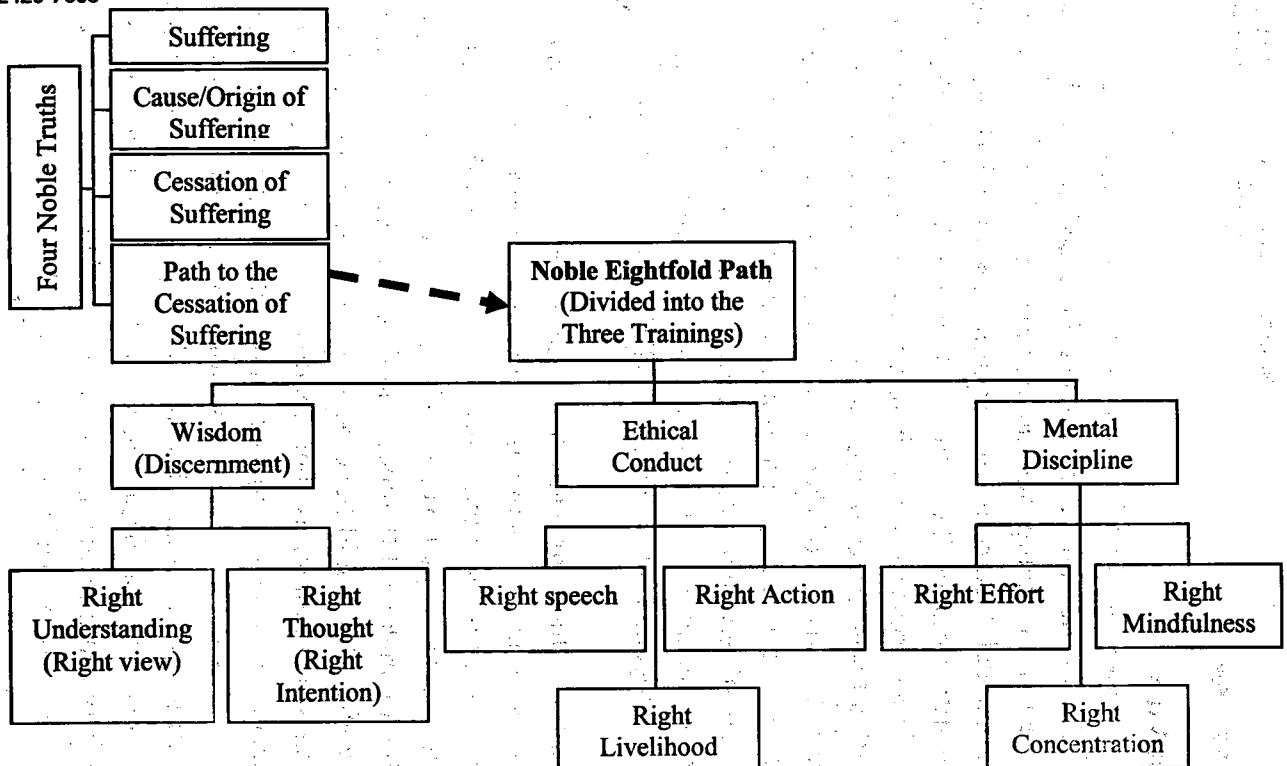 Suffering
Cause/Origin of
Suffering
Four Noble Truths
Cessation of
Suffering
Path to the
Cessation of
Suffering
Noble Eightfold Path
(Divided into the
Three Trainings)
Wisdom
(Discernment)
Ethical
Conduct
Mental
Discipline
Right
Understanding
(Right view)
Right
Thought
(Right
Intention)
Right speech
Right Action
Right
Livelihood
Right Effort
Right
Mindfulness
Right
Concentration